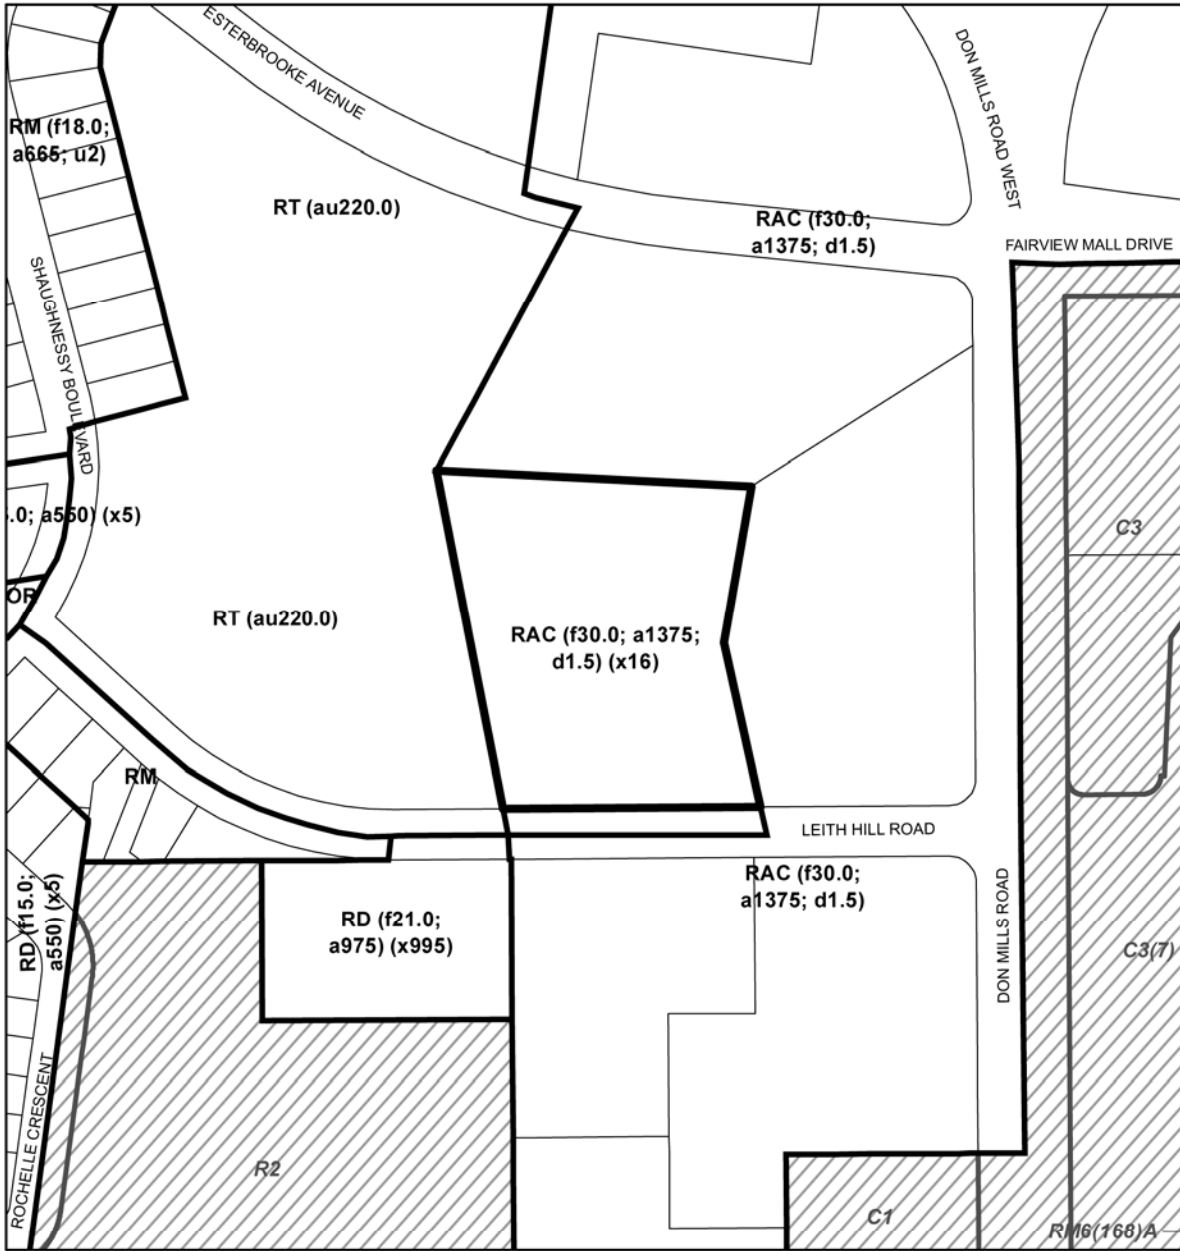 ESTERBROOKE AVENUE
DON MILLS ROAD WEST
RM (f18.0;
a665; u2)
RT (au220.0)
RAC (f30.0;
a1375; d1.5)
FAIRVIEW MALL DRIVE
SHAUGHNESSY BOULEVARD
.0; a550) (x5)
C3
OR
RT (au220.0)
RAC (f30.0; a1375;
d1.5) (x16)
RM
LEITH HILL ROAD
RAC (f30.0;
a1375; d1.5)
RD (f15.0;
a550) (x5)
RD (f21.0;
a975) (x995)
DON MILLS ROAD
C3(7)
ROCHELLE CRESCENT
R2
C1
RM6(168)A